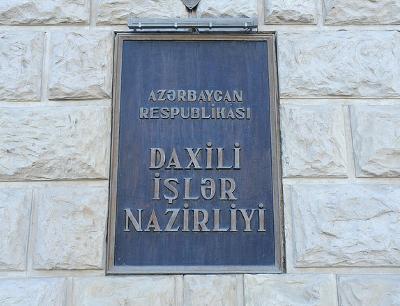 AZƏRBAYCAN
RESPUBLİKASI
DAXİLİ
İŞLƏR
NAZİRLİYİ